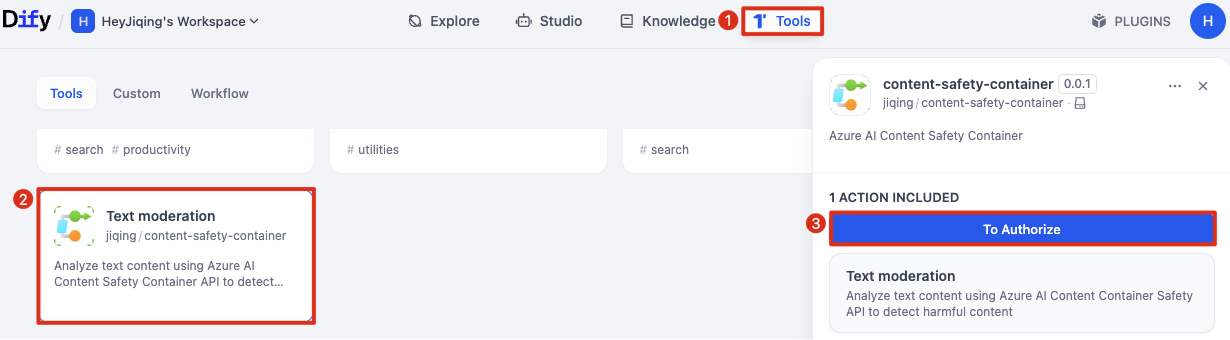 Dify / H HeyJiqing's Workspace Explore Studio Knowledge 1 Tools PLUGINS H
Tools Custom Workflow
# search # productivity
# utilities
# search
2
Text moderation
jiqing / content-safety-container
Analyze text content using Azure AI
Content Safety Container API to detect...
content-safety-container 0.0.1
jiqing / content-safety-container ·
Azure AI Content Safety Container
1 ACTION INCLUDED
3 To Authorize
Text moderation
Analyze text content using Azure AI Content Container Safety
API to detect harmful content